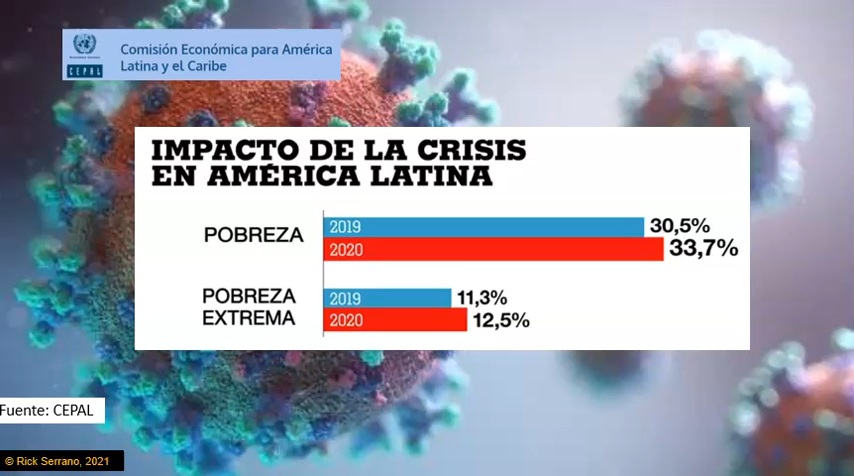 Comisión Económica para América
Latina y el Caribe
CEPAL
IMPACTO DE LA CRISIS
EN AMÉRICA LATINA
POBREZA
2019
30,5%
2020
33,7%
POBREZA
EXTREMA
2019
11,3%
2020
12,5%
Fuente: CEPAL
© Rick Serrano, 2021